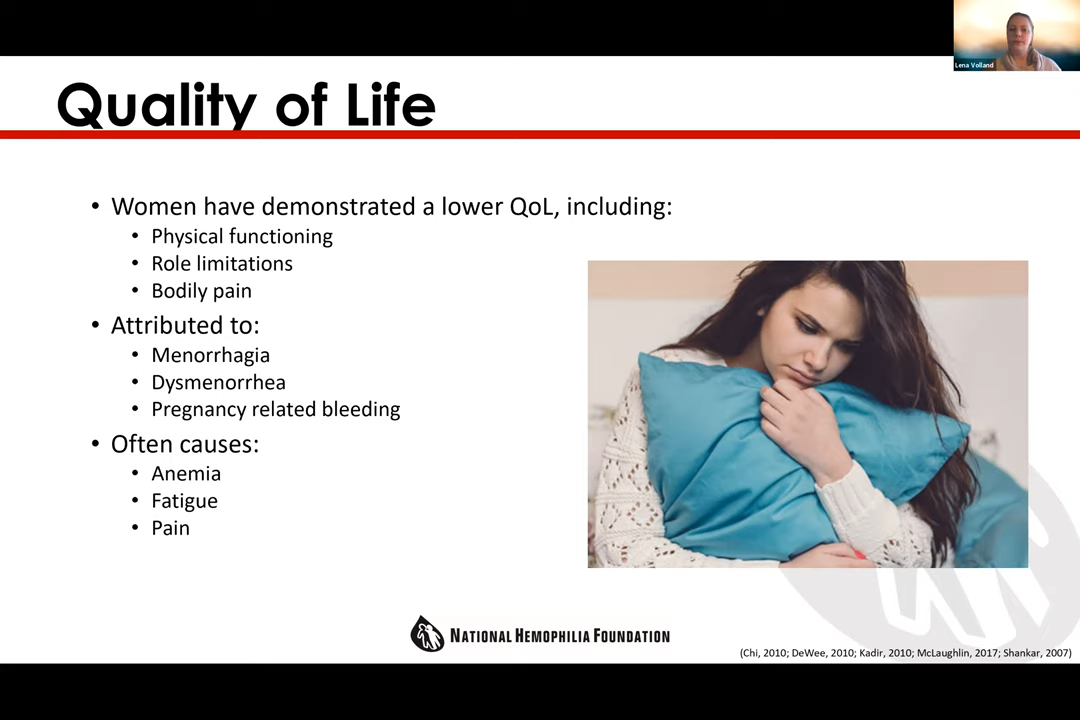 Lena Volland
Quality of Life
• Women have demonstrated a lower QoL, including:
• Physical functioning
• Role limitations
• Bodily pain
• Attributed to:
• Menorrhagia
• Dysmenorrhea
• Pregnancy related bleeding
• Often causes:
• Anemia
• Fatigue
• Pain
NATIONAL HEMOPHILIA FOUNDATION
(Chi, 2010; DeWee, 2010; Kadir, 2010; McLaughlin, 2017; Shankar, 2007)